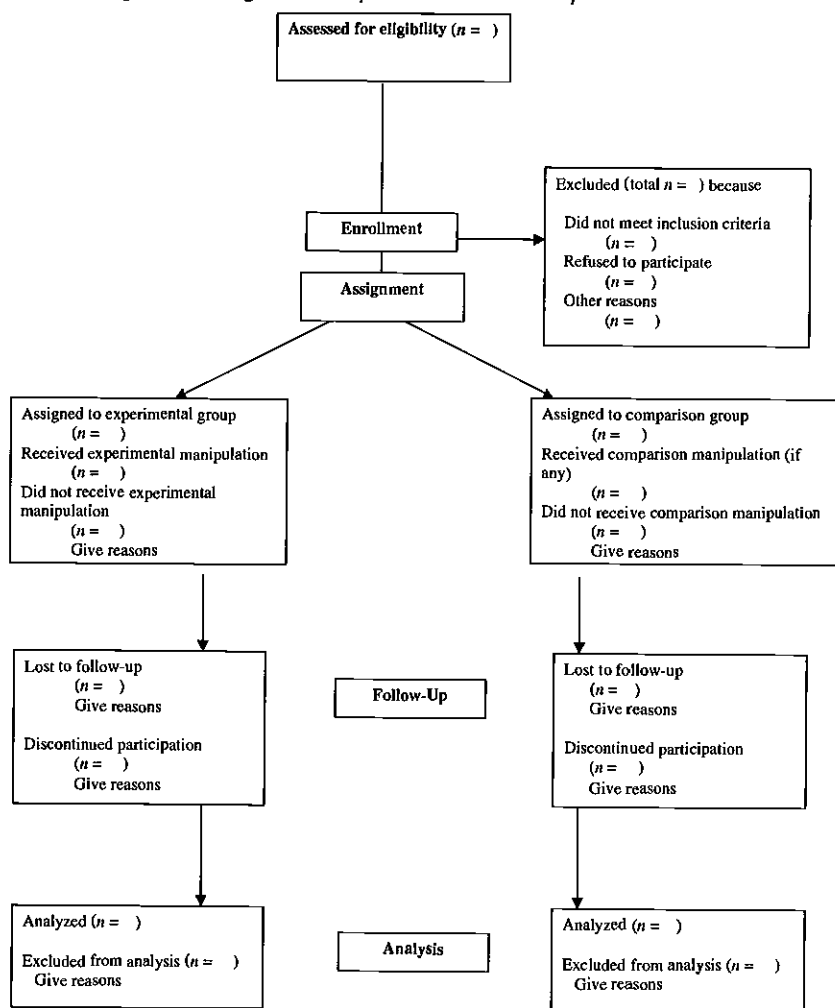 Assessed for eligibility (n = )
Excluded (total n = ) because
Did not meet inclusion criteria
(n = )
Refused to participate
(n = )
Other reasons
(n = )
Enrollment
Assignment
Assigned to experimental group
(n = )
Received experimental manipulation
(n = )
Did not receive experimental
manipulation
(n = )
Give reasons
Assigned to comparison group
(n = )
Received comparison manipulation (if
any)
(n = )
Did not receive comparison manipulation
(n = )
Give reasons
Lost to follow-up
(n = )
Give reasons
Discontinued participation
(n = )
Give reasons
Follow-Up
Lost to follow-up
(n = )
Give reasons
Discontinued participation
(n = )
Give reasons
Analyzed (n = )
Excluded from analysis (n = )
Give reasons
Analysis
Analyzed (n = )
Excluded from analysis (n = )
Give reasons